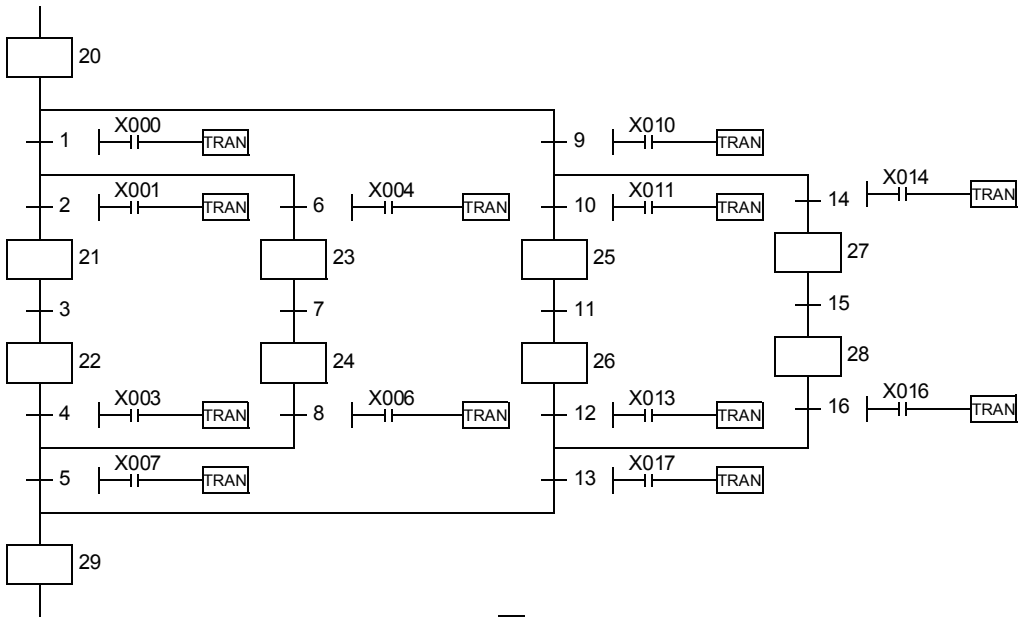 20
X000
X010
1 TRAN
9 TRAN
X001
X004
X011
X014
2 TRAN
6 TRAN
10 TRAN
14 TRAN
21
23
25
27
3
7
11
15
22
24
26
28
X003
X006
X013
X016
4 TRAN
8 TRAN
12 TRAN
16 TRAN
X007
X017
5 TRAN
13 TRAN
29